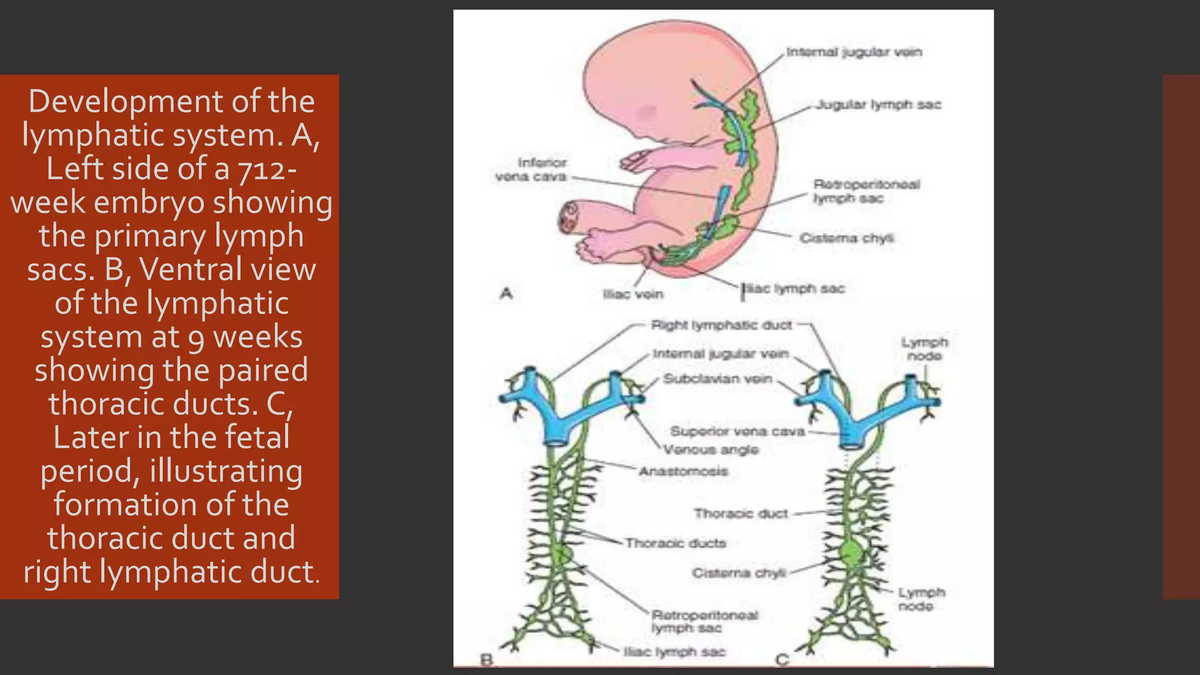 Development of the
lymphatic system. A,
Left side of a 712-
week embryo showing
the primary lymph
sacs. B, Ventral view
of the lymphatic
system at 9 weeks
showing the paired
thoracic ducts. C,
Later in the fetal
period, illustrating
formation of the
thoracic duct and
right lymphatic duct.
Internal jugular vein
Jugular lymph sac
Inferior
vena cava
Retroperitoneal
lymph sac
Cisterna chyli
Iliac lymph sac
Iliac vein
A
Right lymphatic duct
Internal jugular vein
Subclavian vein
Lymph
node
Superior vena cava
Venous angle
Anastomosis
Thoracic duct
Thoracic ducts
Cisterna chyli
Lymph
node
Retroperitoneal
lymph sac
Iliac lymph sac
B
C